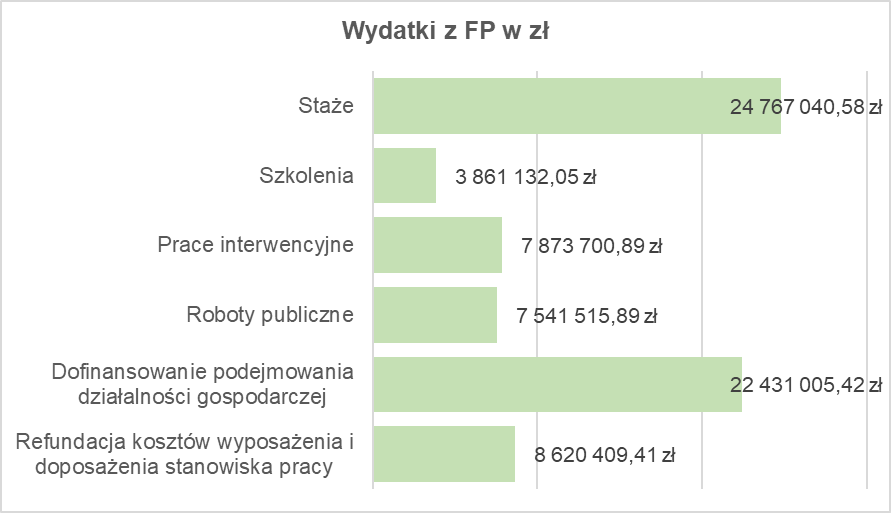 Wydatki z FP w zł
Staże
24 767 040,58 zł
Szkolenia
3 861 132,05 zł
Prace interwencyjne
7 873 700,89 zł
Roboty publiczne
7 541 515,89 zł
Dofinansowanie podejmowania
działalności gospodarczej
22 431 005,42 zł
Refundacja kosztów wyposażenia i
doposażenia stanowiska pracy
8 620 409,41 zł